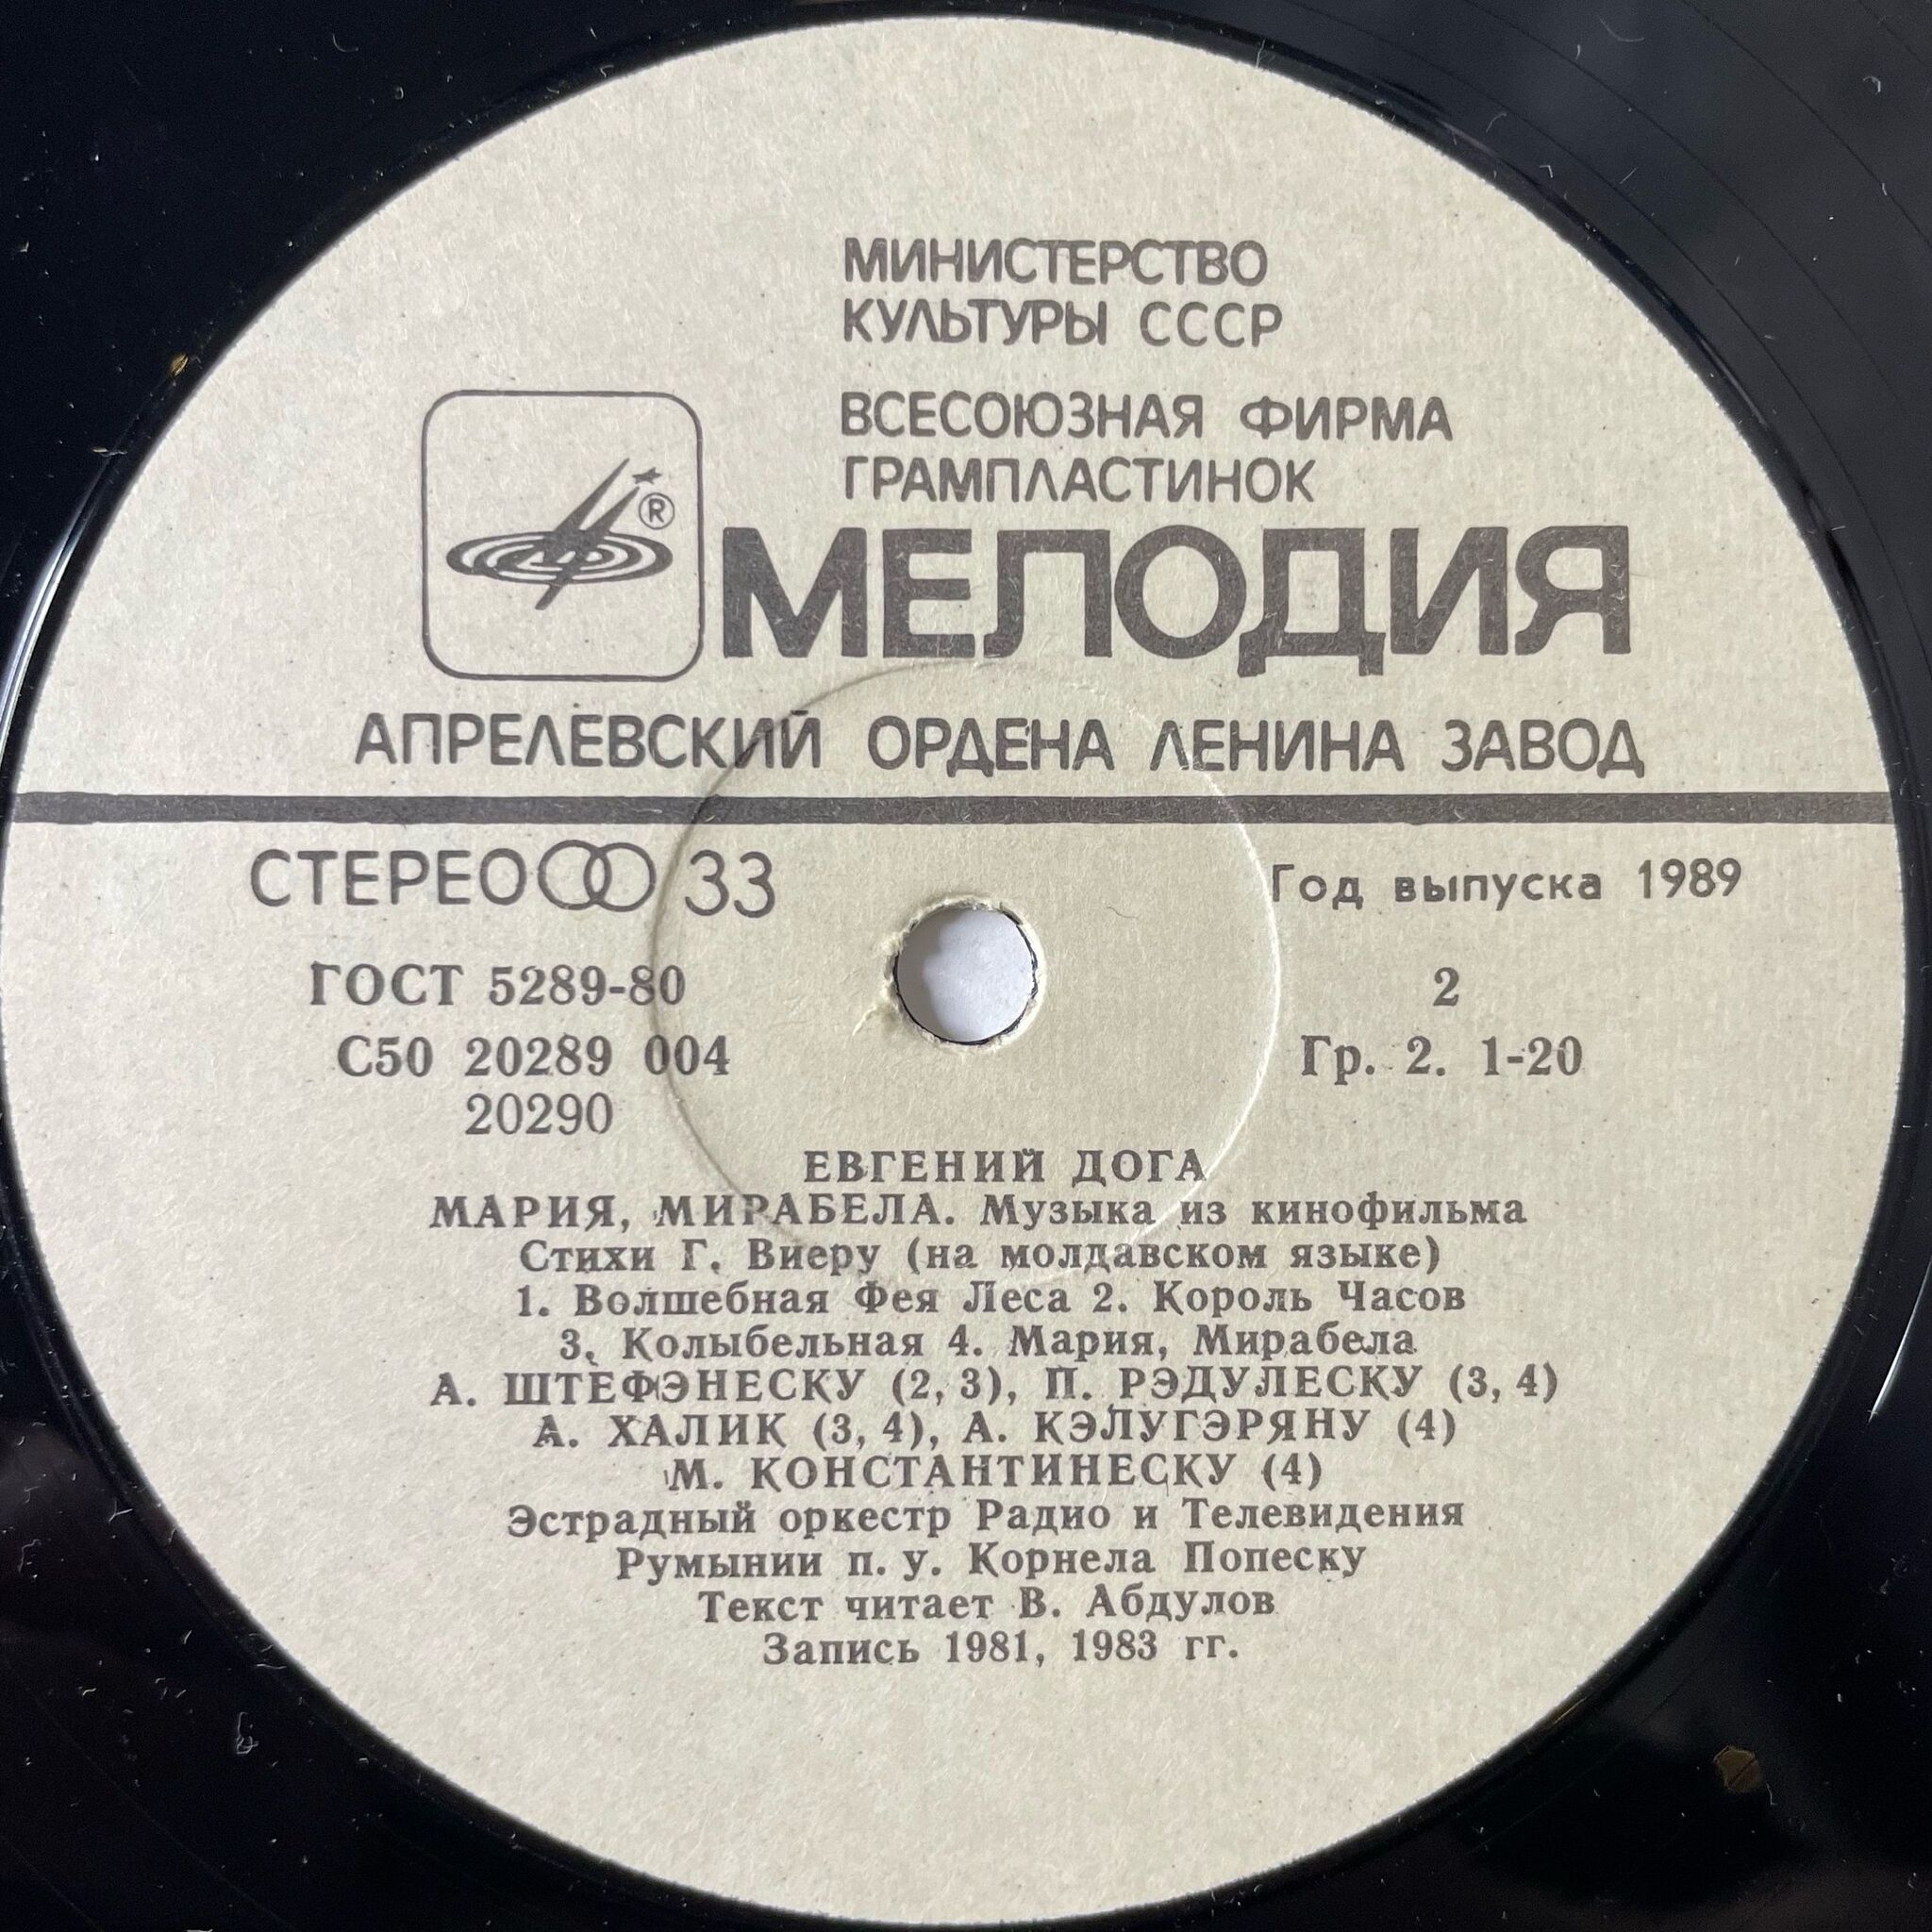 МИНИСТЕРСТВО
КУЛЬТУРЫ СССР
ВСЕСОЮЗНАЯ ФИРМА
ГРАМПЛАСТИНОК
®
МЕЛОДИЯ
АПРЕЛЕВСКИЙ ОРДЕНА ЛЕНИНА ЗАВОД
СТЕРЕО 33
Год выпуска 1989
ГОСТ 5289-80
2
С50 20289 004
Гр. 2. 1-20
20290
ЕВГЕНИЙ ДОГА
МАРИЯ, МИРАБЕЛА. Музыка из кинофильма
Стихи Г. Виеру (на молдавском языке)
1. Волшебная Фея Леса 2. Король Часов
3. Колыбельная 4. Мария, Мирабела
А. ШТЕФЭНЕСКУ (2, 3), П. РЭДУЛЕСКУ (3, 4)
А. ХАЛИК (3, 4), А. КЭЛУГЭРЯНУ (4)
М. КОНСТАНТИНЕСКУ (4)
Эстрадный оркестр Радио и Телевидения
Румынии п. у. Корнела Попеску
Текст читает В. Абдулов
Запись 1981, 1983 гг.